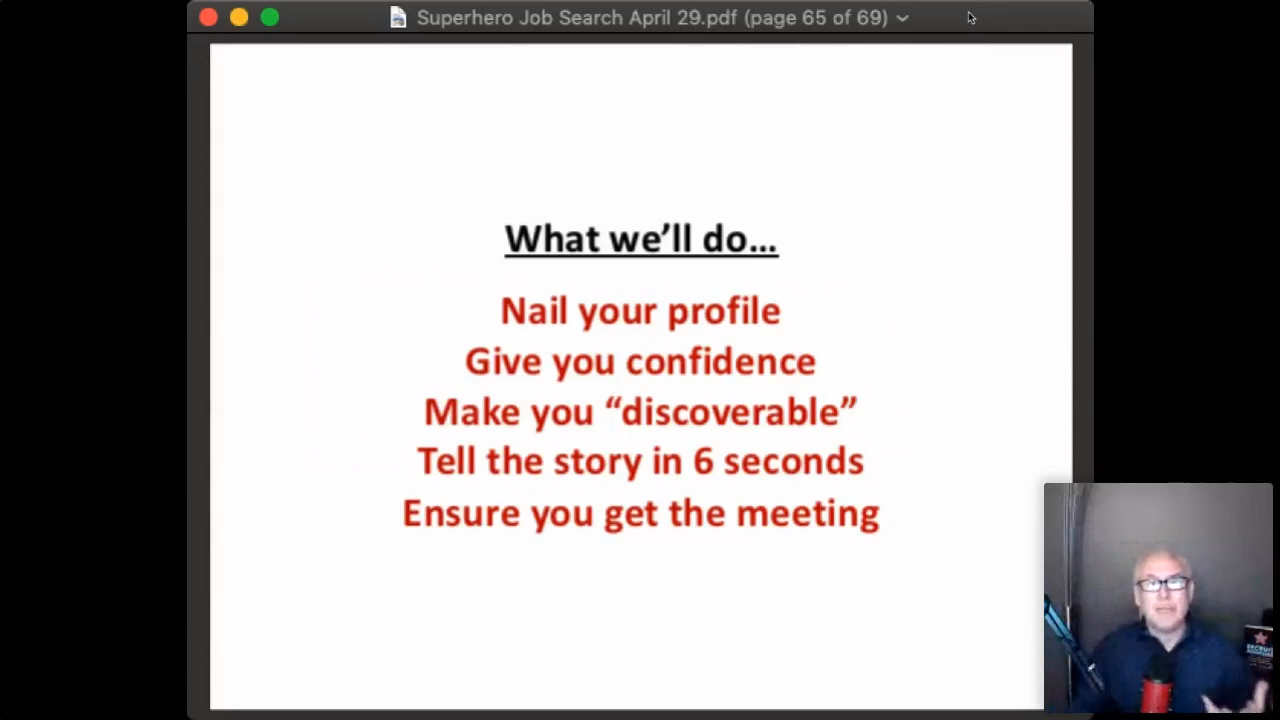 Superhero Job Search April 29.pdf (page 65 of 69)
What we’ll do...
Nail your profile
Give you confidence
Make you “discoverable”
Tell the story in 6 seconds
Ensure you get the meeting